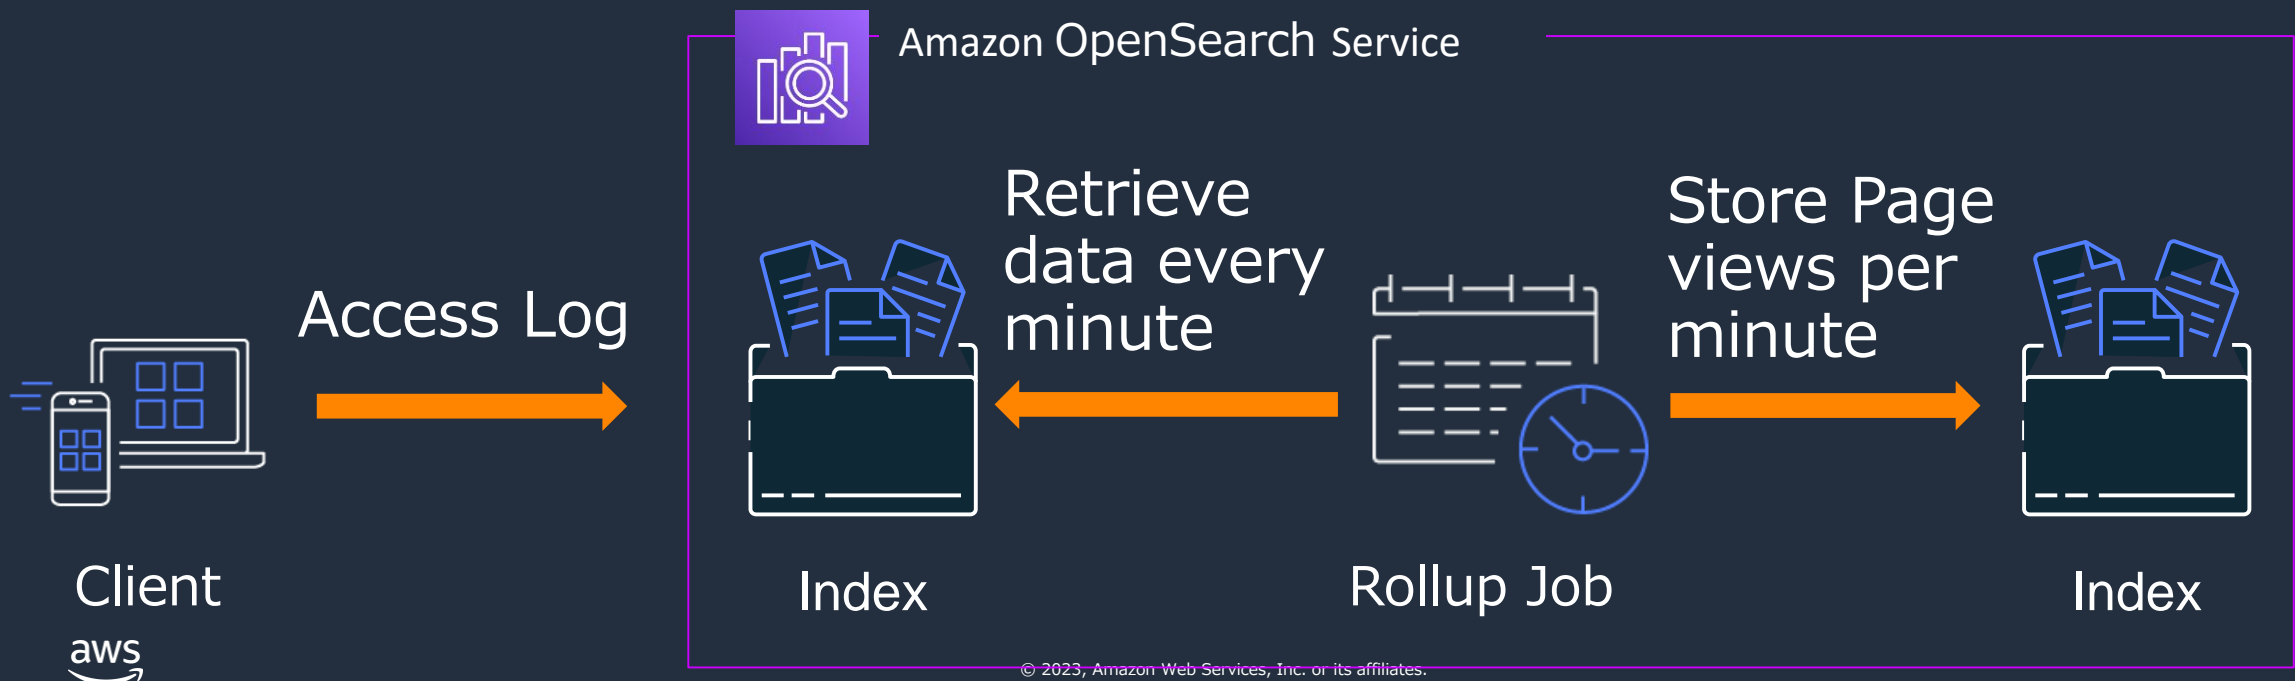 Amazon OpenSearch Service
Access Log
Retrieve
data every
minute
Store Page
views per
minute
Client
Index
Rollup Job
Index
aws
© 2023, Amazon Web Services, Inc. or its affiliates.